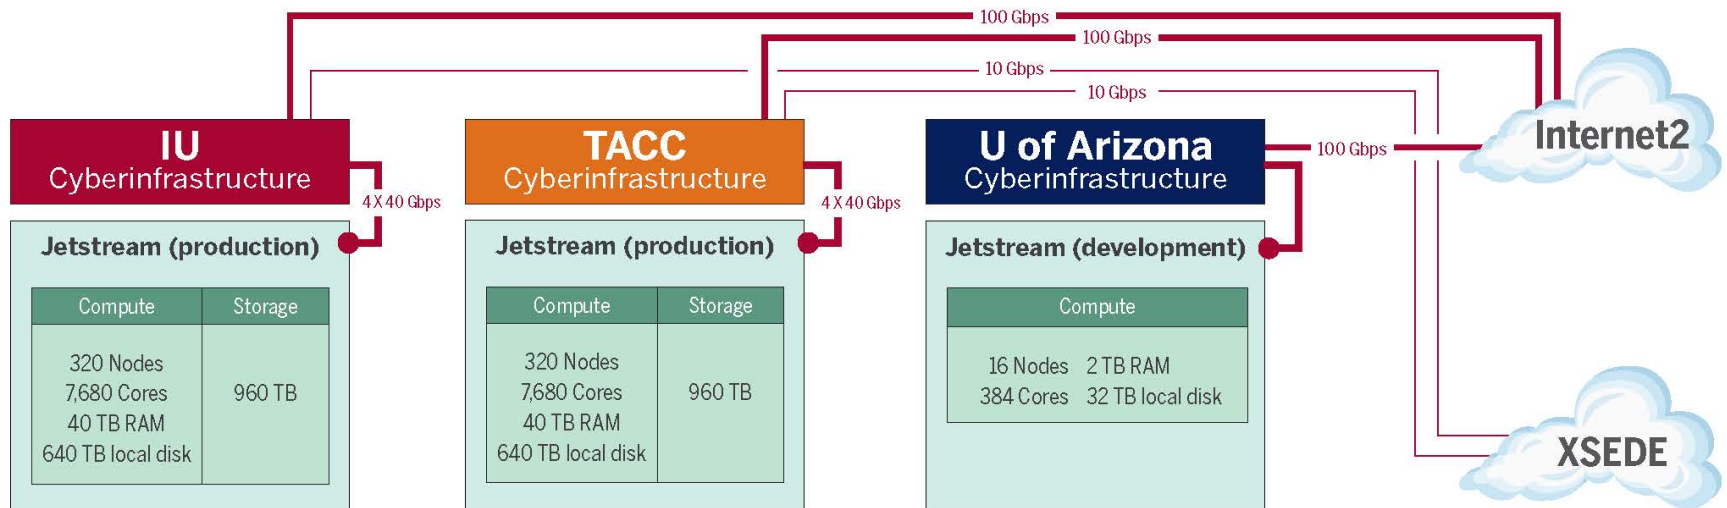 100 Gbps
100 Gbps
10 Gbps
10 Gbps
IU
Cyberinfrastructure
TACC
Cyberinfrastructure
U of Arizona
Cyberinfrastructure
100 Gbps
Internet2
4 X 40 Gbps
4 X 40 Gbps
Jetstream (production)
Compute
Storage
320 Nodes
7,680 Cores
40 TB RAM
640 TB local disk
960 TB
Jetstream (production)
Compute
Storage
320 Nodes
7,680 Cores
40 TB RAM
640 TB local disk
960 TB
Jetstream (development)
Compute
16 Nodes 2 TB RAM
384 Cores 32 TB local disk
XSEDE